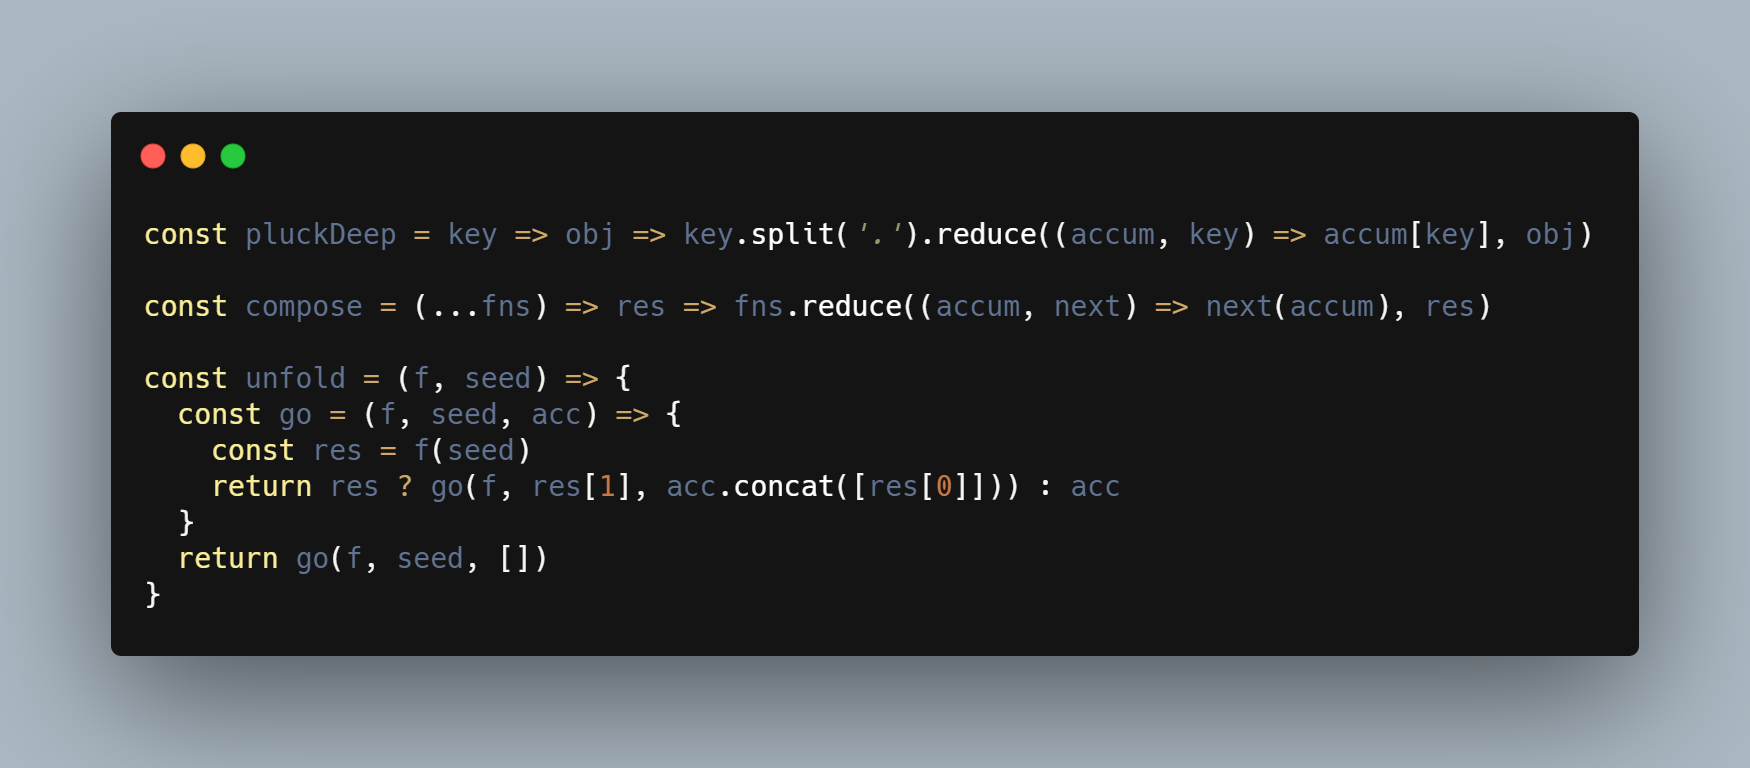 const pluckDeep = key => obj => key.split('.').reduce((accum, key) => accum[key], obj)

const compose = (...fns) => res => fns.reduce((accum, next) => next(accum), res)

const unfold = (f, seed) => {
  const go = (f, seed, acc) => {
    const res = f(seed)
    return res ? go(f, res[1], acc.concat([res[0]])) : acc
  }
  return go(f, seed, [])
}